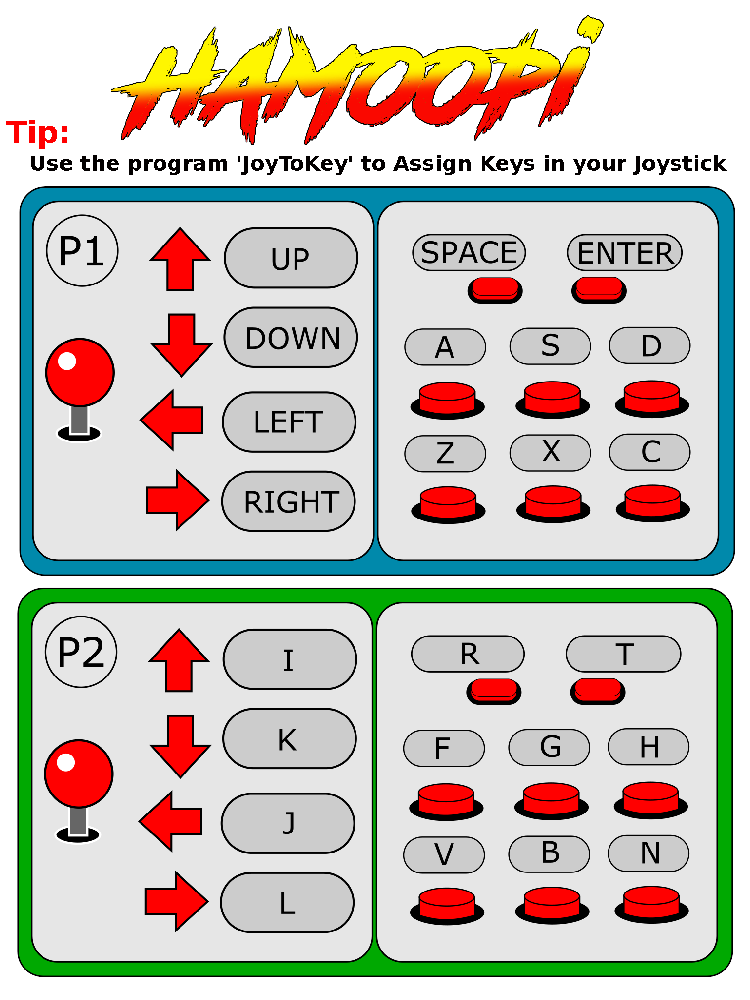 HAMOOPI
Tip:
Use the program 'JoyToKey' to Assign Keys in your Joystick
P1
UP
DOWN
LEFT
RIGHT
SPACE ENTER
A S D
Z X C
P2
I
K
J
L
R T
F G H
V B N